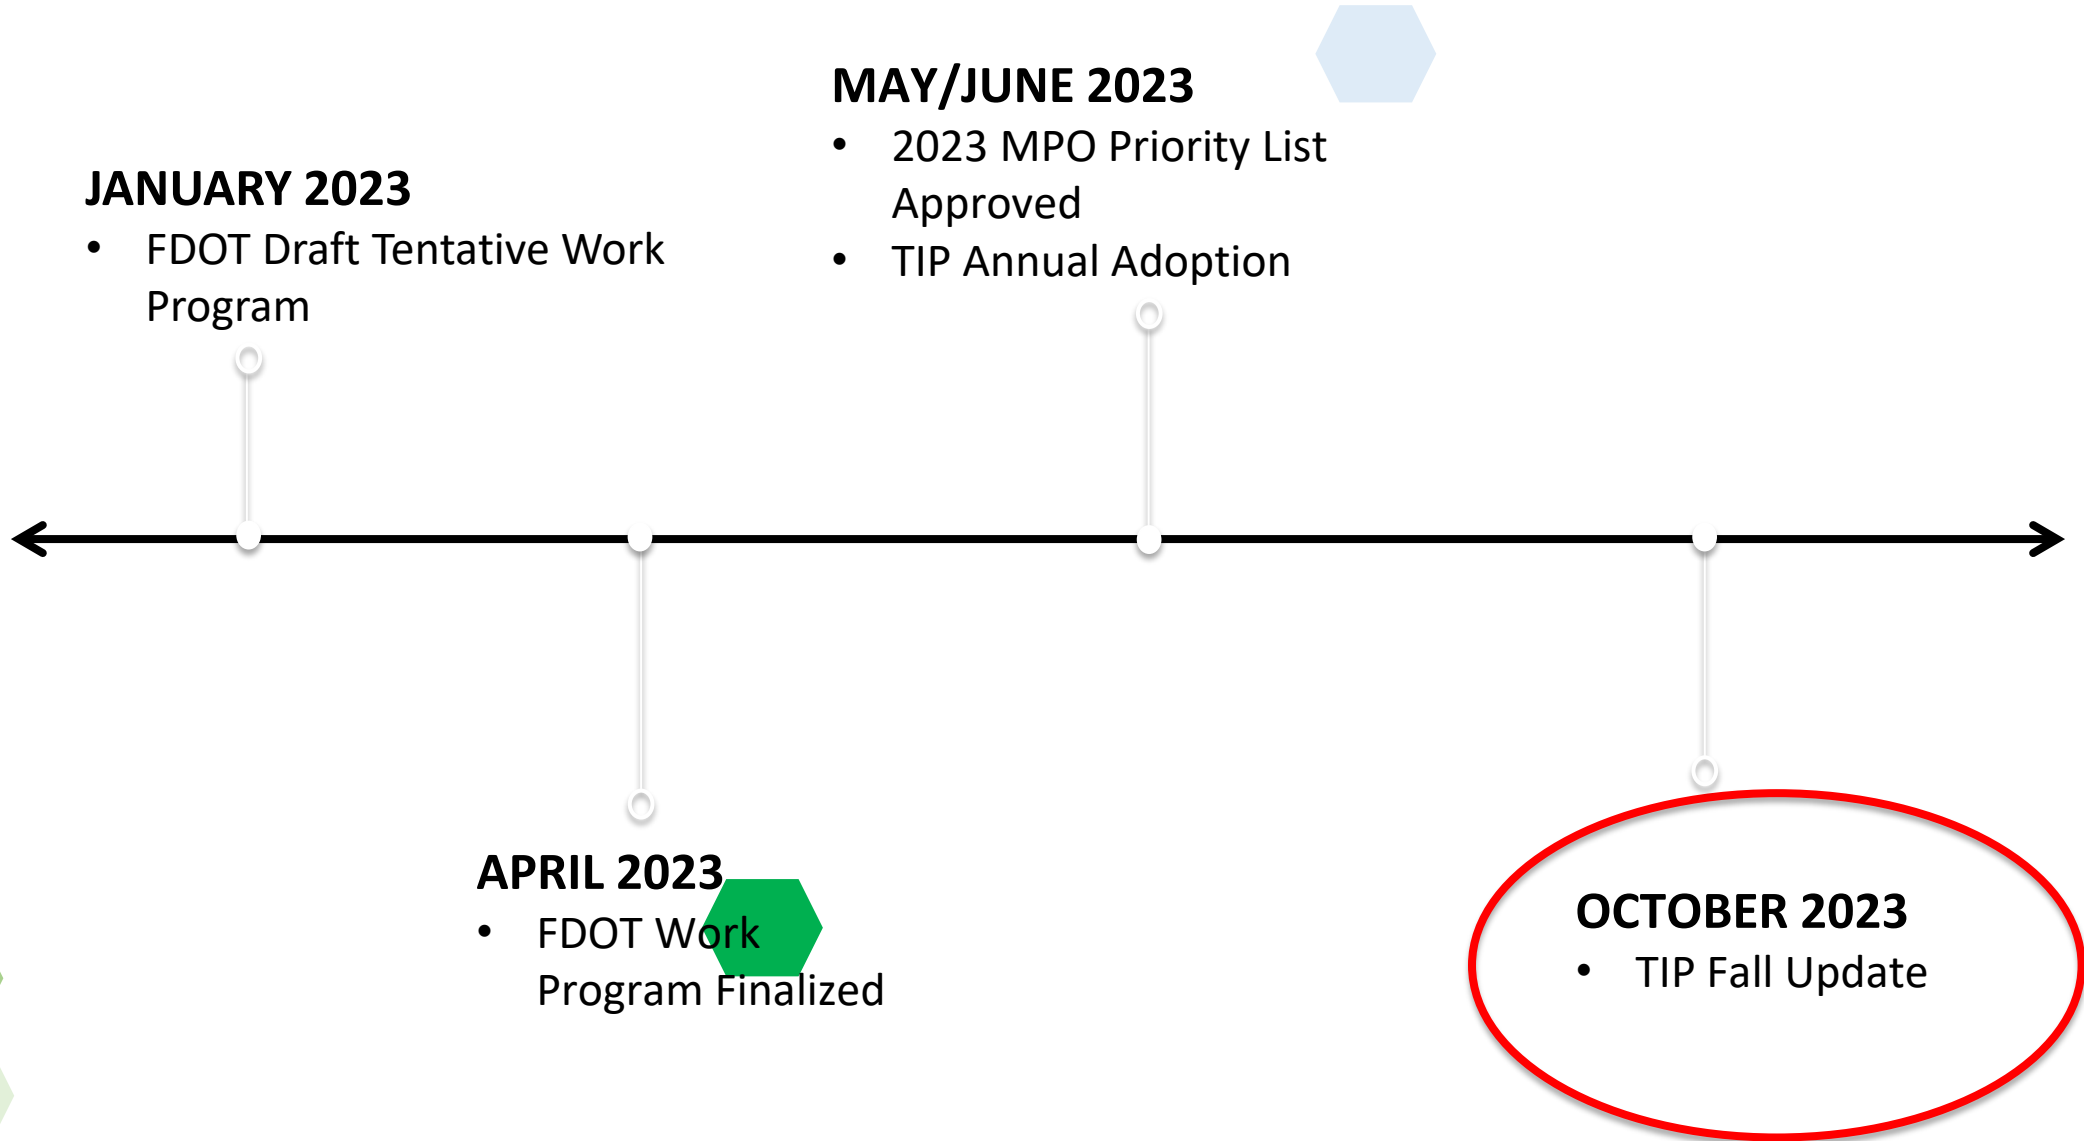 JANUARY 2023
• FDOT Draft Tentative Work
Program
MAY/JUNE 2023
• 2023 MPO Priority List
Approved
• TIP Annual Adoption
APRIL 2023
• FDOT Work
Program Finalized
OCTOBER 2023
• TIP Fall Update